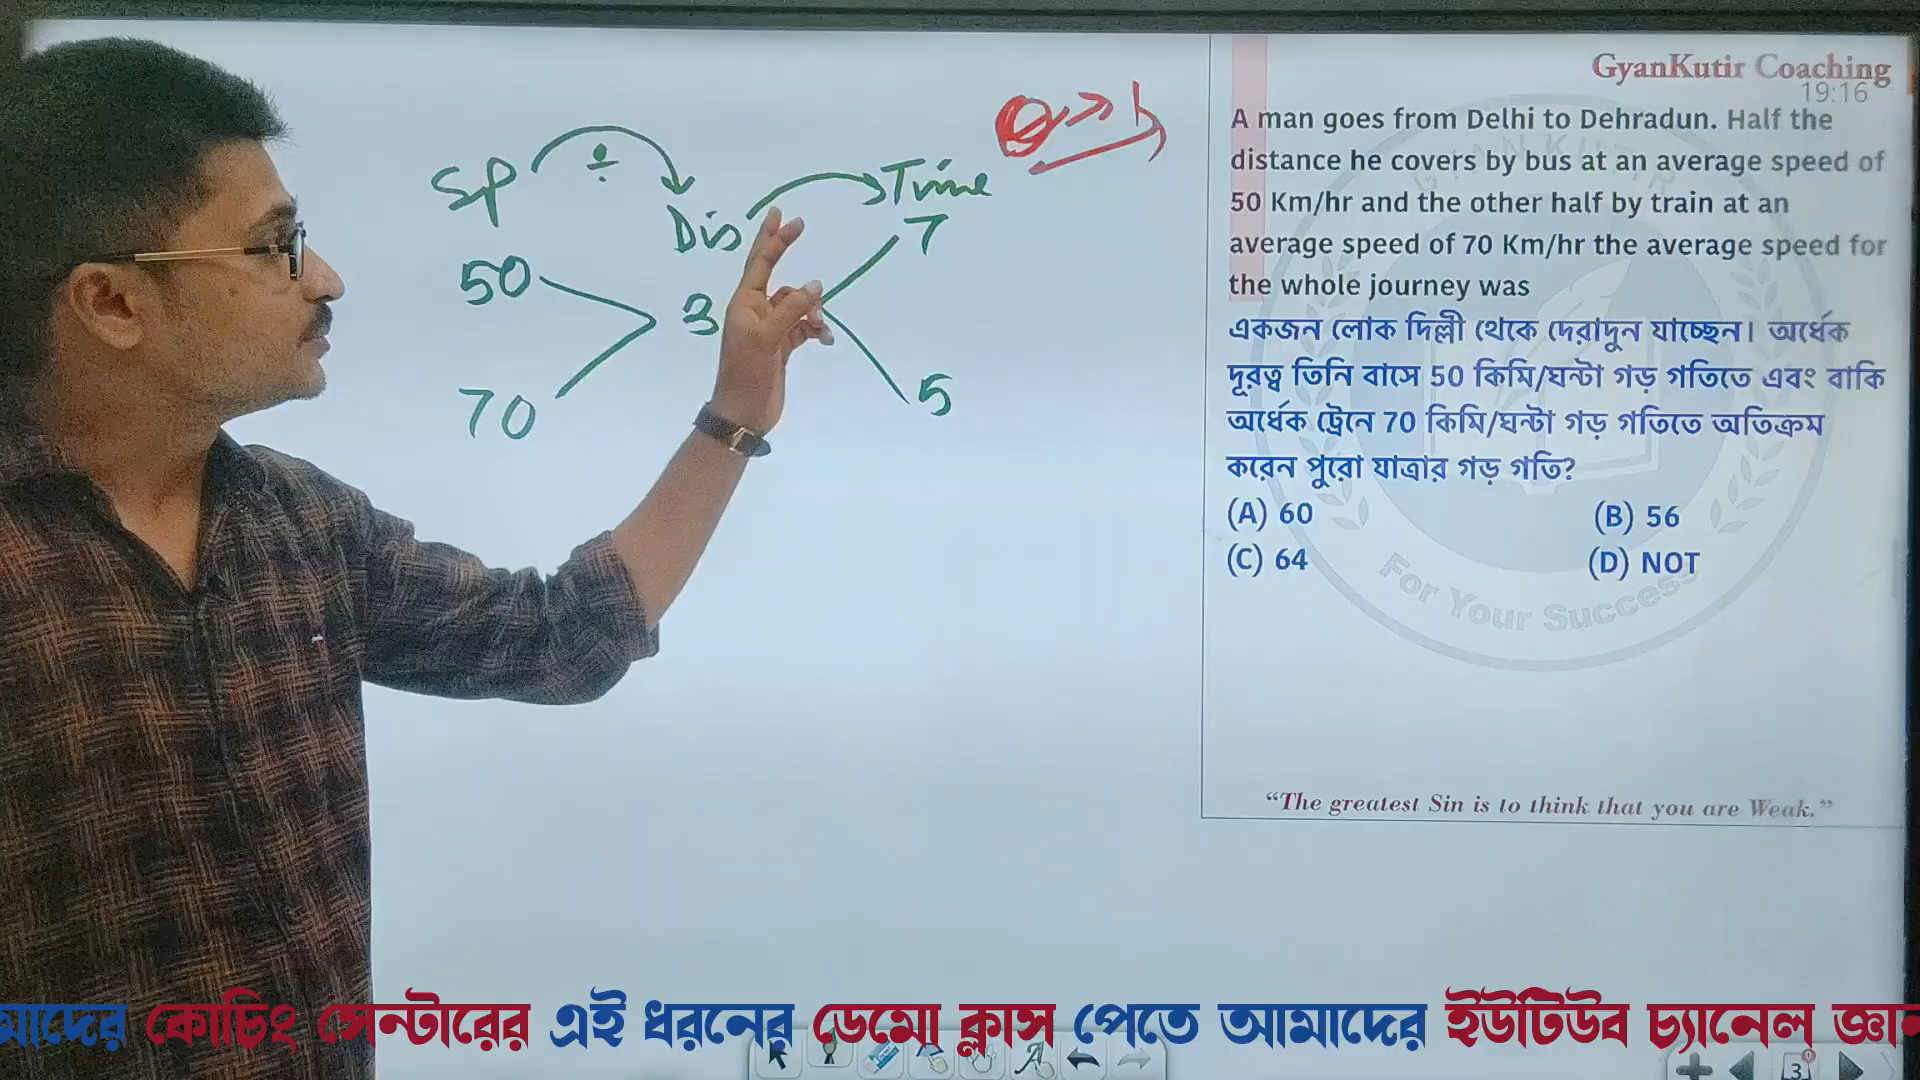 GyanKutir Coaching
19:16
A man goes from Delhi to Dehradun. Half the
distance he covers by bus at an average speed of
50 Km/hr and the other half by train at an
average speed of 70 Km/hr the average speed for
the whole journey was
একজন লোক দিল্লী থেকে দেরাদুন যাচ্ছেন। অর্ধেক
দূরত্ব তিনি বাসে 50 কিমি/ঘন্টা গড় গতিতে এবং বাকি
অর্ধেক ট্রেনে 70 কিমি/ঘন্টা গড় গতিতে অতিক্রম
করেন পুরো যাত্রার গড় গতি?
(A) 60 (B) 56
(C) 64 (D) NOT
For Your Success
“The greatest Sin is to think that you are Weak.”
Sp ÷ Dis Time
50 7
3
70 5
কোচিং সেন্টারের এই ধরনের ডেমো ক্লাস পেতে আমাদের ইউটিউব চ্যানেল
3